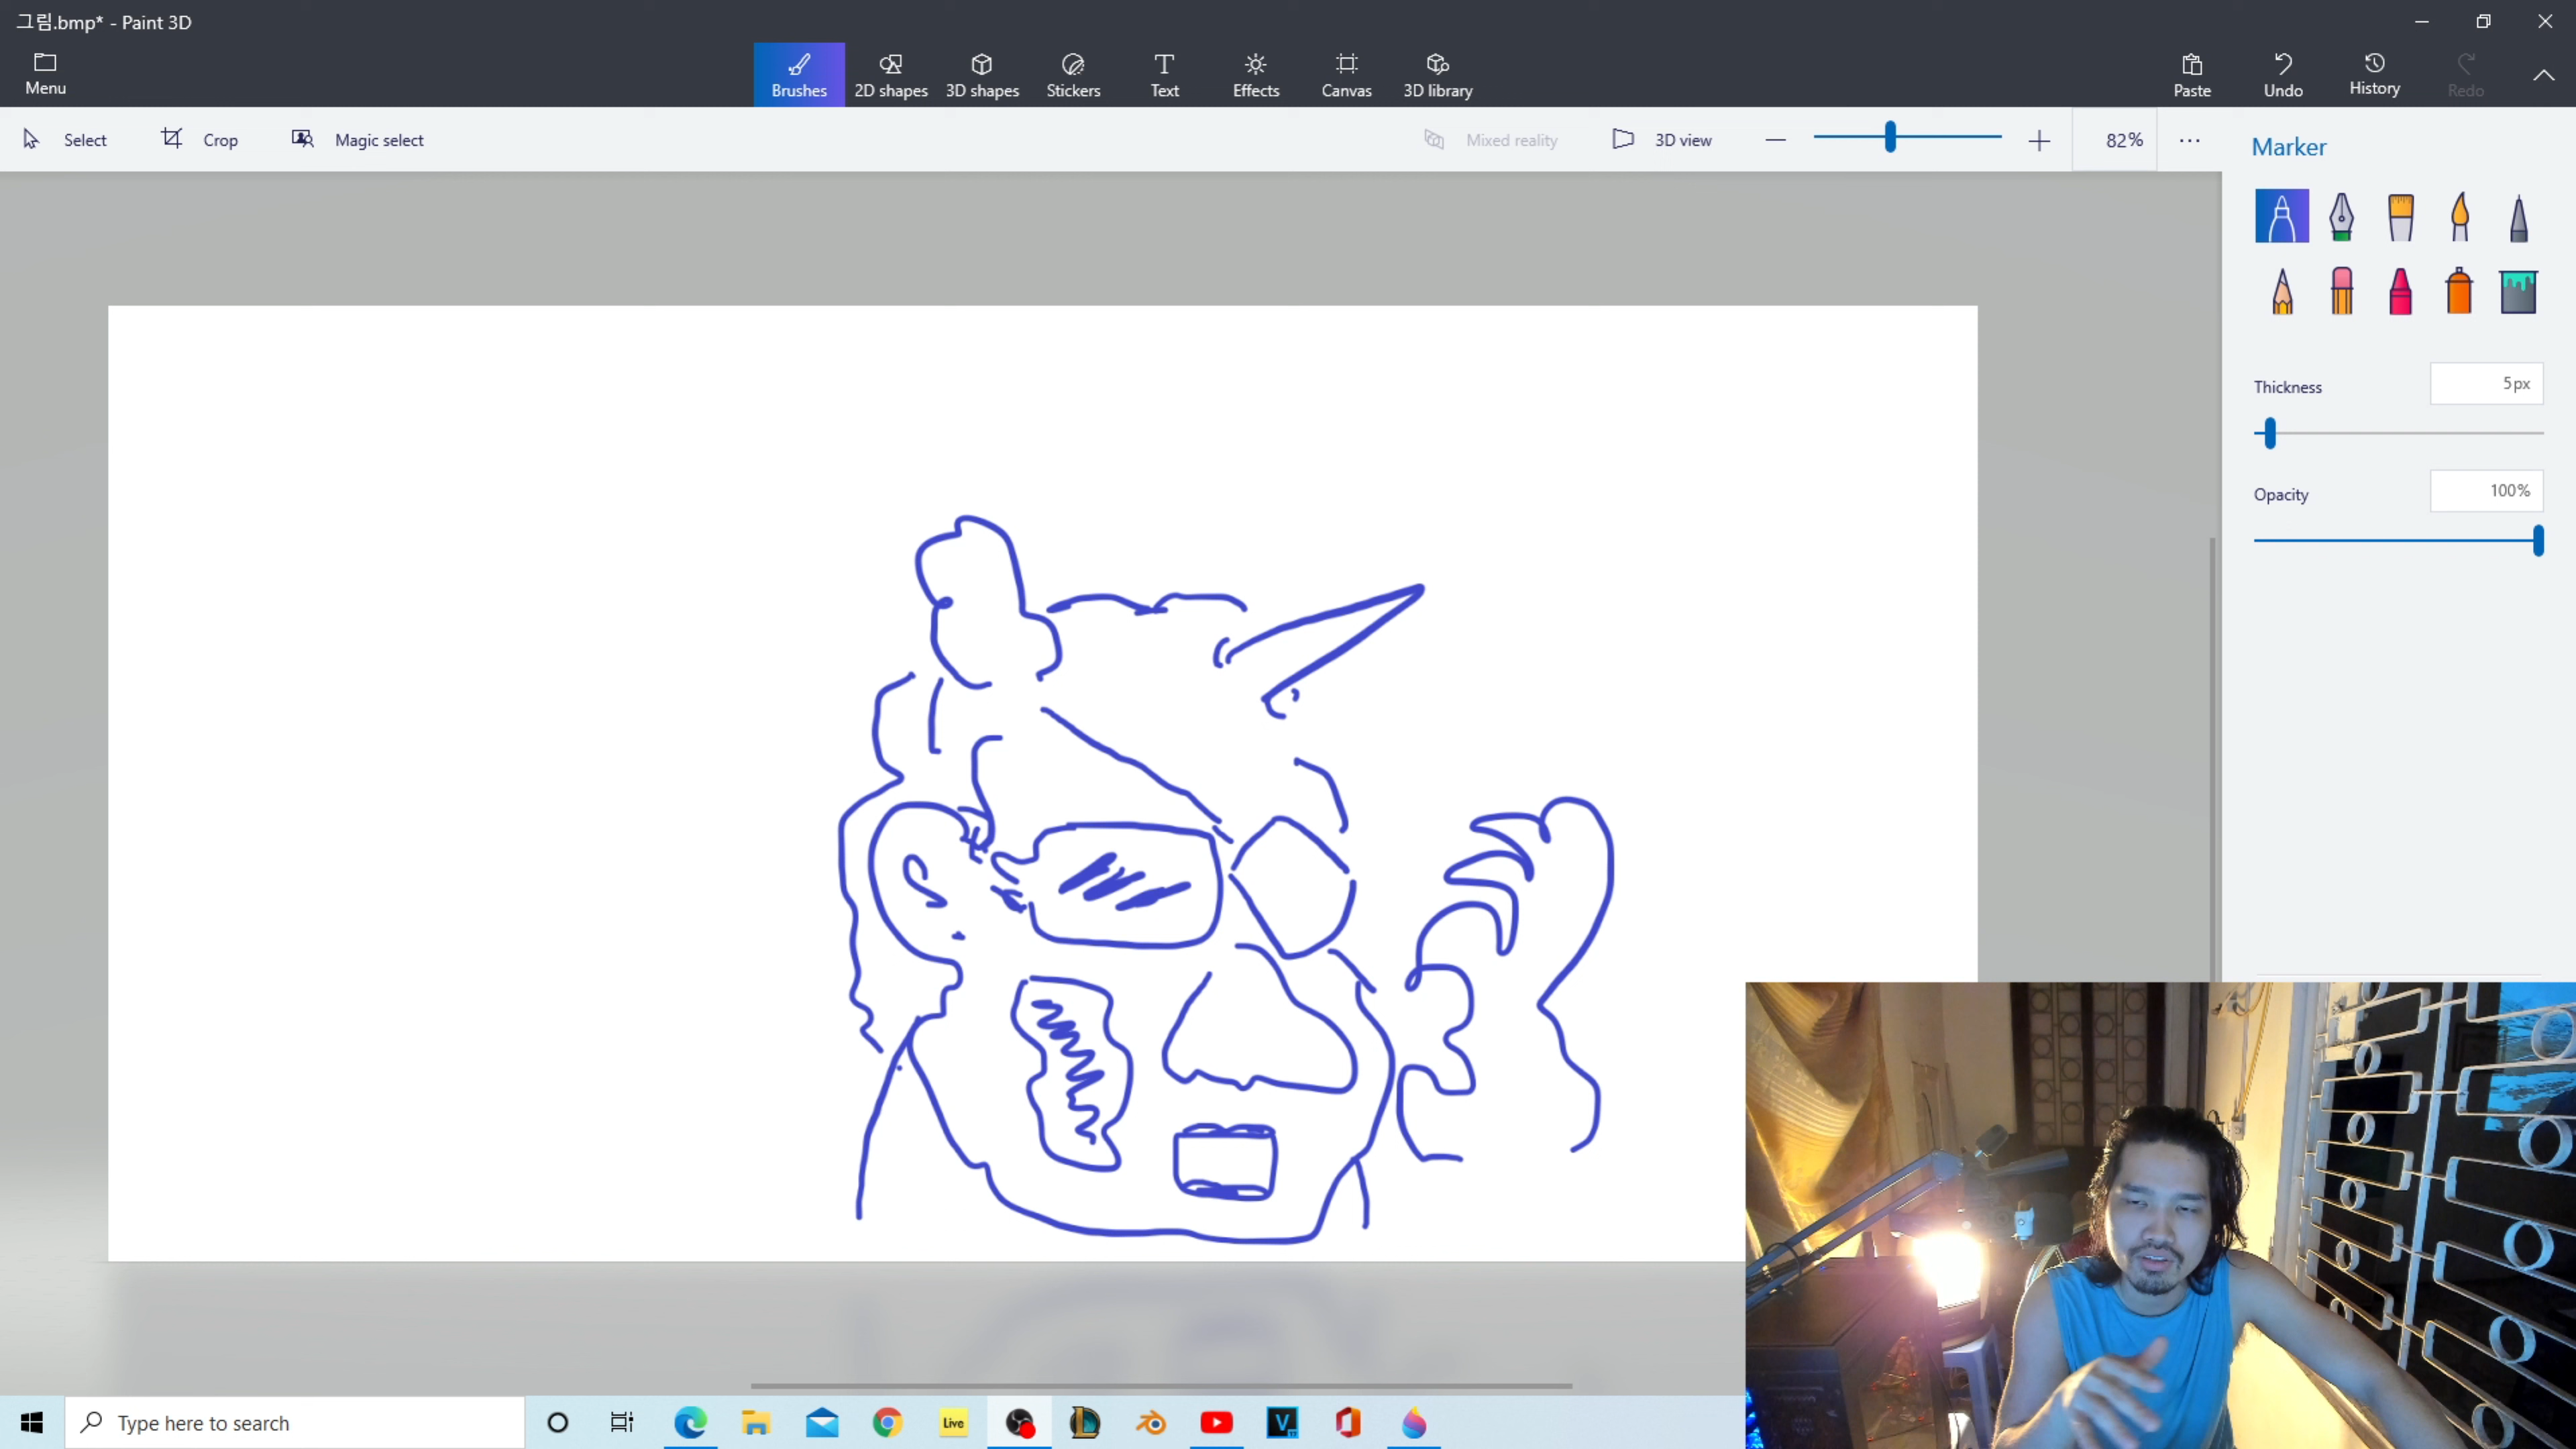 그림.bmp* - Paint 3D
Menu
Brushes
2D shapes
3D shapes
Stickers
Text
Effects
Canvas
3D library
Paste
Undo
History
Redo
Select
Crop
Magic select
Mixed reality
3D view
82%
Marker
Thickness
5px
Opacity
100%
Type here to search
Live
V